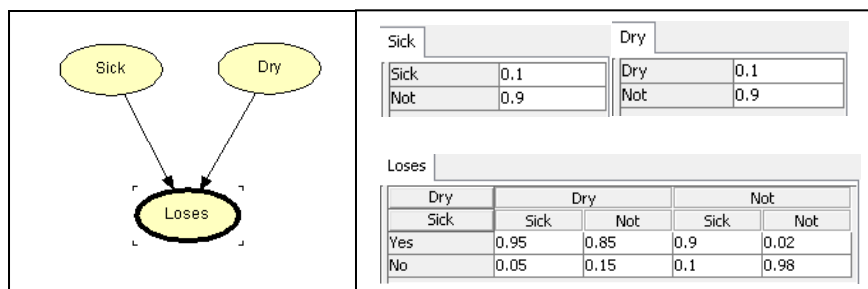 Sick
Dry
Loses
Sick
Sick 0.1
Not 0.9
Dry
Dry 0.1
Not 0.9
Loses
Dry Dry Not
Sick Sick Not Sick Not
Yes 0.95 0.85 0.9 0.02
No 0.05 0.15 0.1 0.98